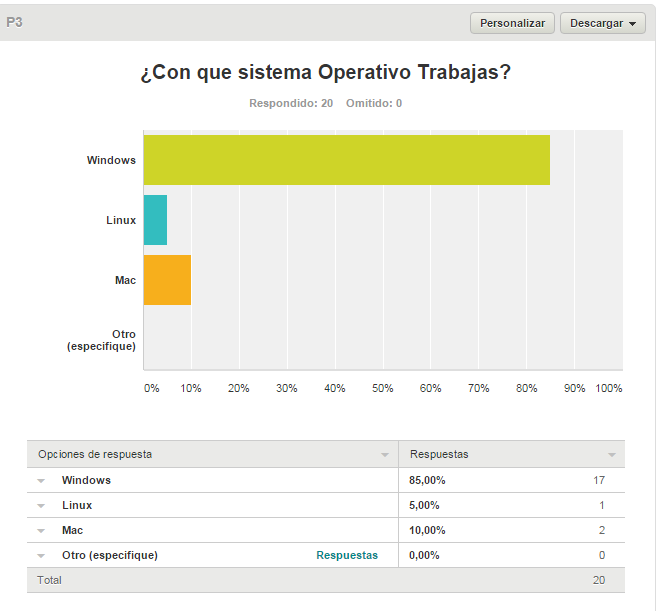 P3
Personalizar
Descargar
¿Con que sistema Operativo Trabajas?
Respondido: 20 Omitido: 0
Windows
Linux
Mac
Otro
(especifique)
0% 10% 20% 30% 40% 50% 60% 70% 80% 90% 100%
Opciones de respuesta Respuestas
Windows 85,00% 17
Linux 5,00% 1
Mac 10,00% 2
Otro (especifique) Respuestas 0,00% 0
Total 20